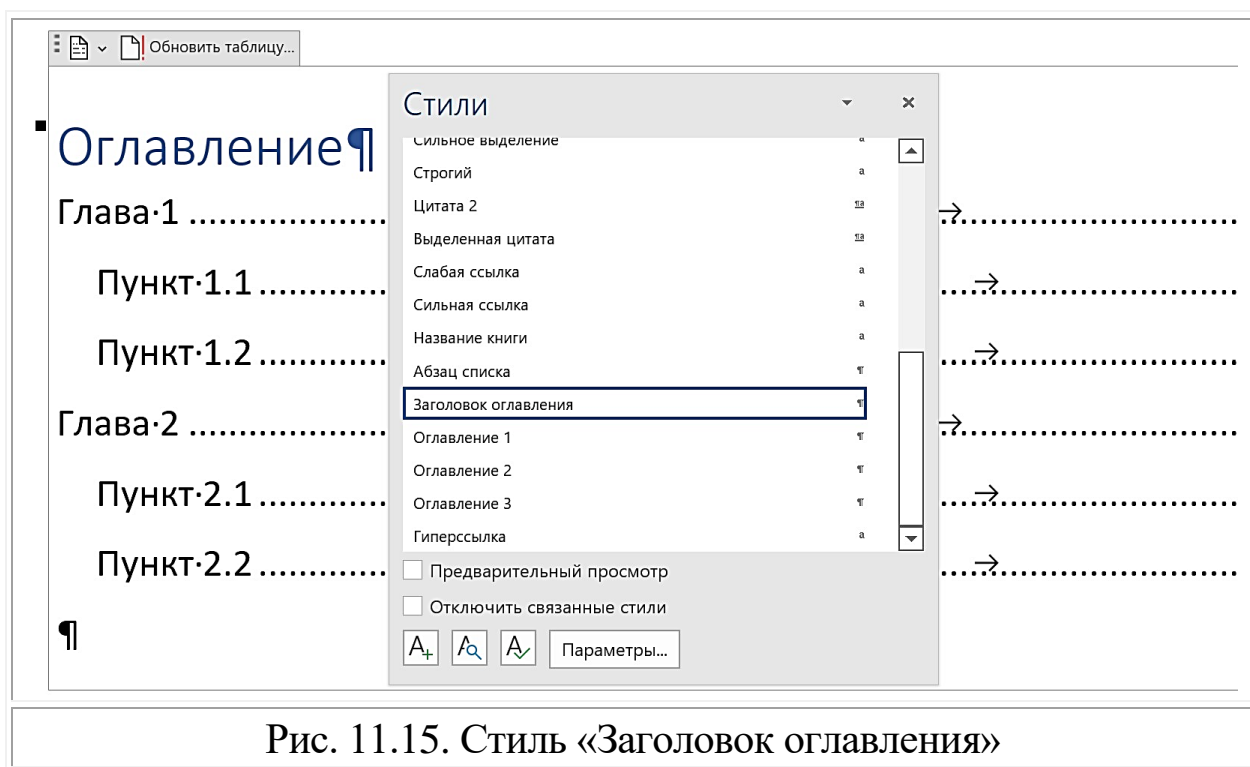 Обновить таблицу...
Оглавление¶
Глава·1 ....................→....................
Пункт·1.1 ....................→....................
Пункт·1.2 ....................→....................
Глава·2 ....................→....................
Пункт·2.1 ....................→....................
Пункт·2.2 ....................→....................
¶
Стили
Сильное выделение a
Строгий a
Цитата 2 ¶a
Выделенная цитата ¶a
Слабая ссылка a
Сильная ссылка a
Название книги a
Абзац списка ¶
Заголовок оглавления ¶
Оглавление 1 ¶
Оглавление 2 ¶
Оглавление 3 ¶
Гиперссылка a
Предварительный просмотр
Отключить связанные стили
Параметры...
Рис. 11.15. Стиль «Заголовок оглавления»